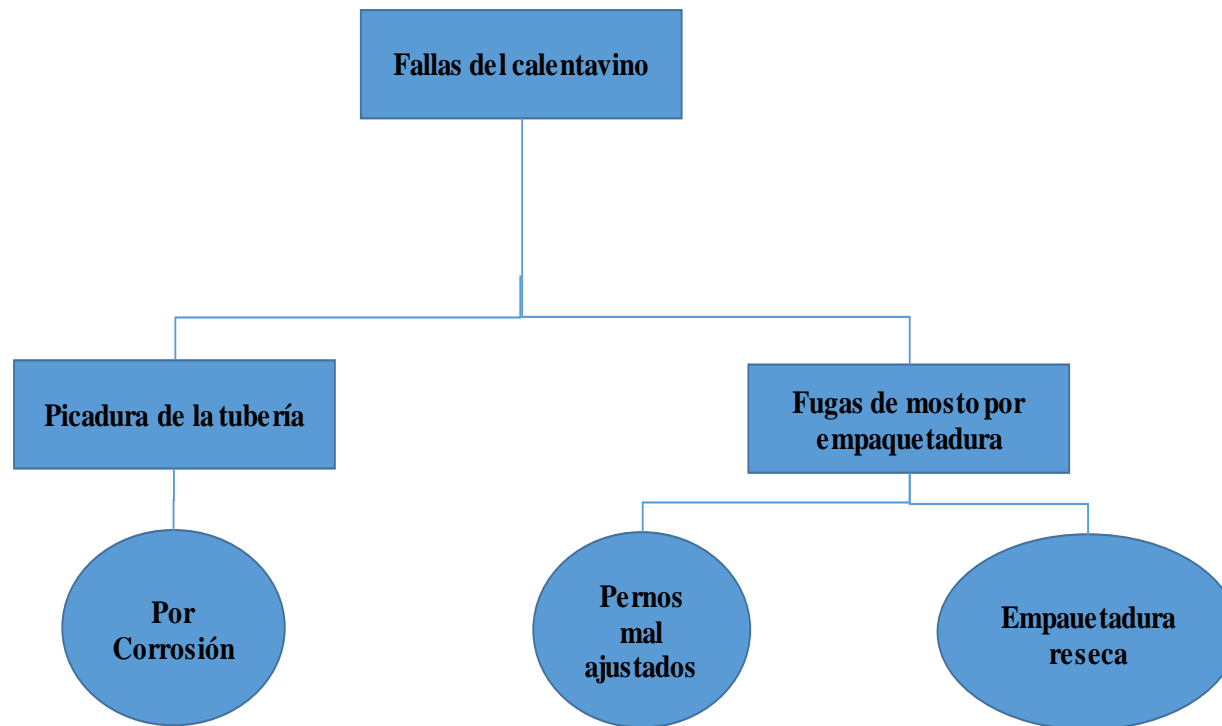 Fallas del calentavino
Picadura de la tubería
Fugas de mosto por
empaquetadura
Por
Corrosión
Pernos
mal
ajustados
Empauetadura
reseca